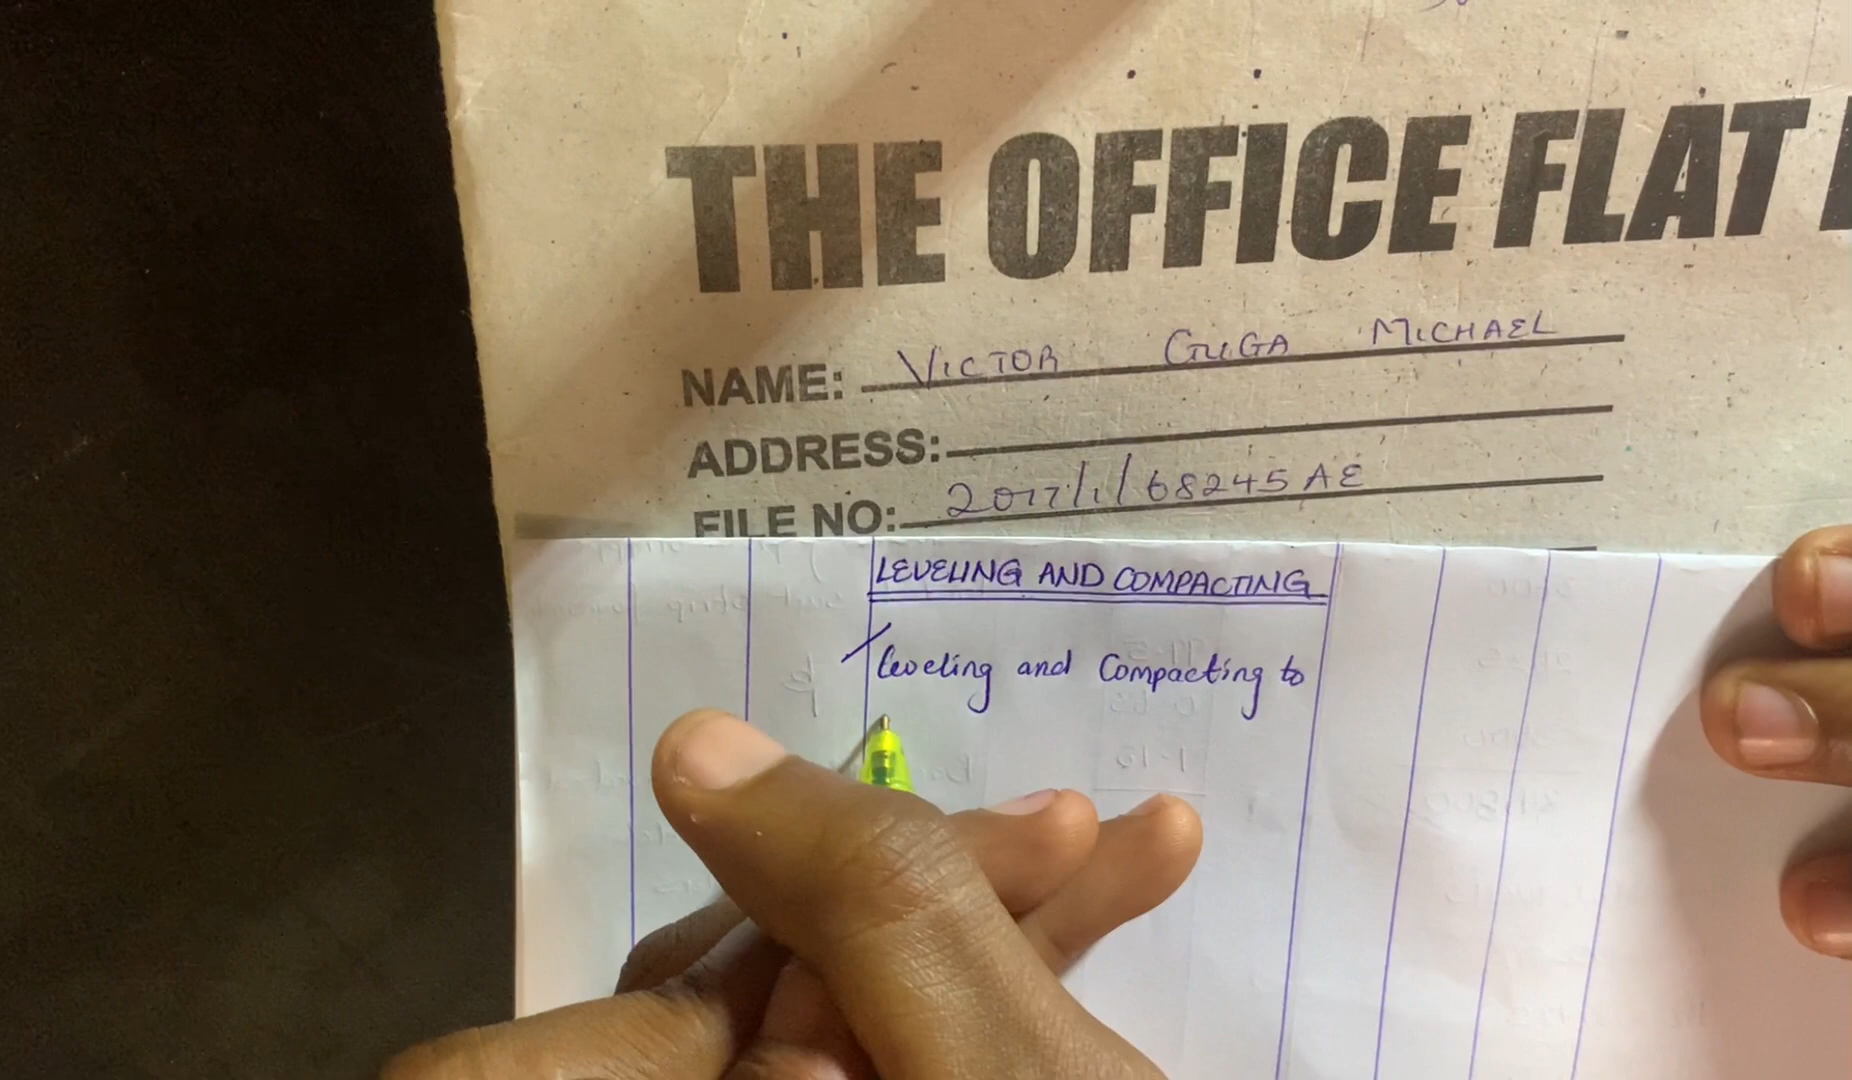 THE OFFICE FLAT
NAME: VICTOR GUGA MICHAEL
ADDRESS:
FILE NO: 2017/1/68245AE
LEVELING AND COMPACTING
leveling and Compacting to